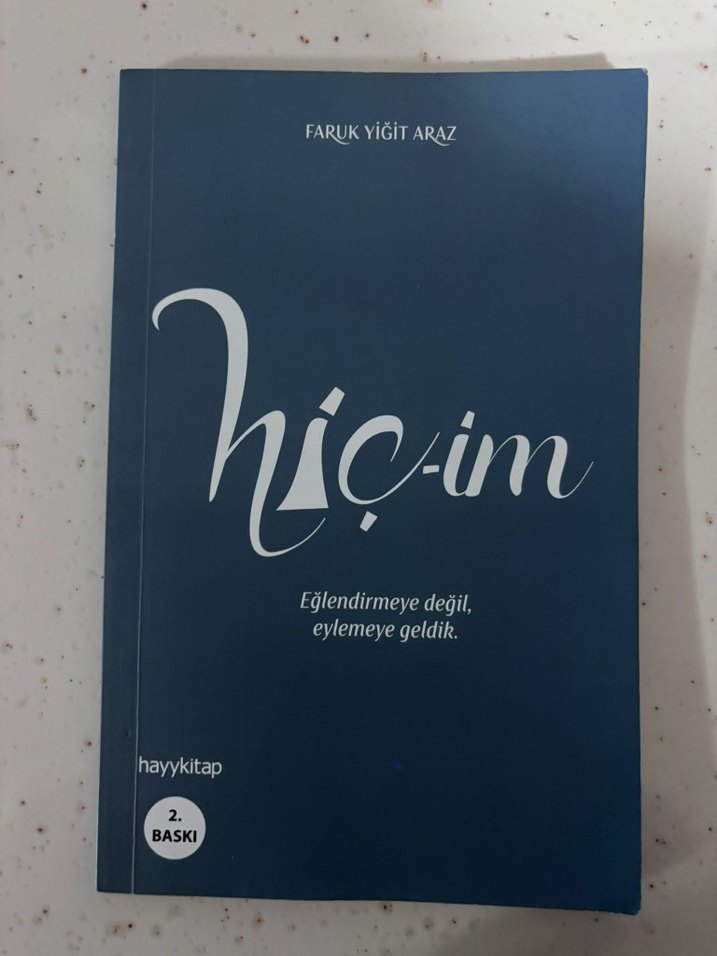 FARUK YİĞİT ARAZ
hiç-im
Eğlendirmeye değil,
eylemeye geldik.
hayykitap
2.
BASKI